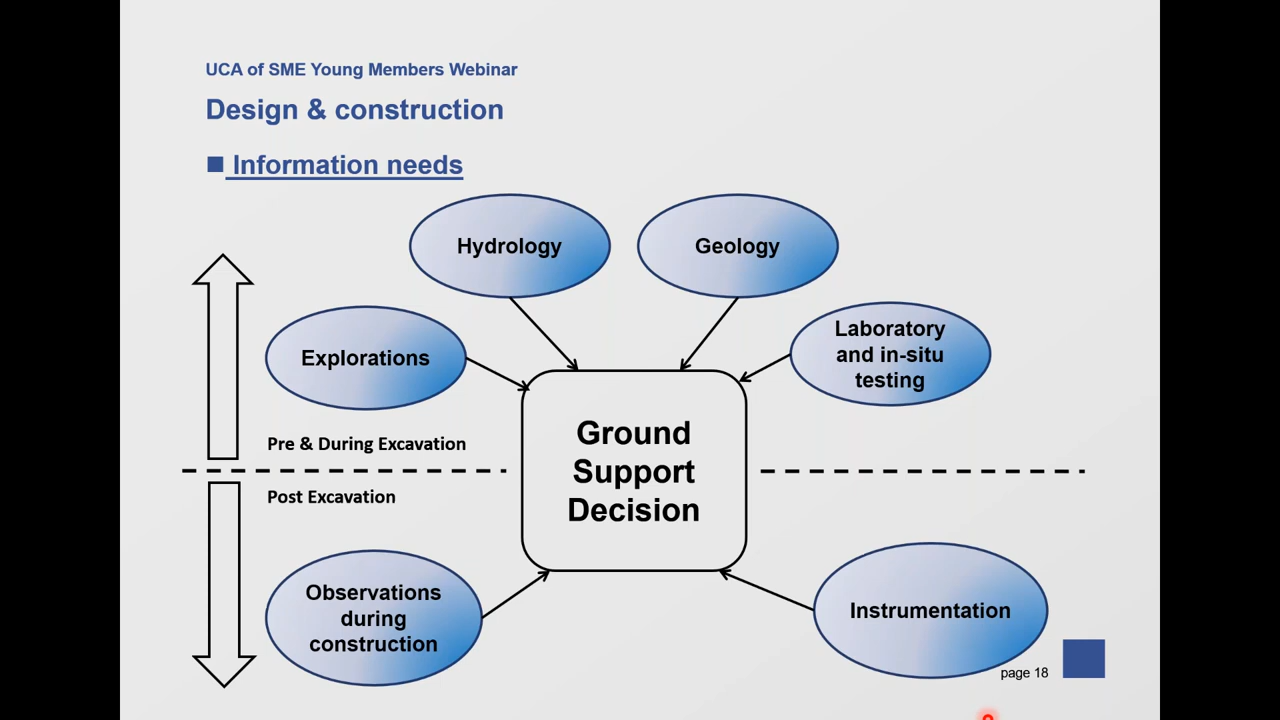 UCA of SME Young Members Webinar
Design & construction
Information needs
Hydrology
Geology
Explorations
Laboratory
and in-situ
testing
Ground
Support
Decision
Pre & During Excavation
Post Excavation
Observations
during
construction
Instrumentation
page 18